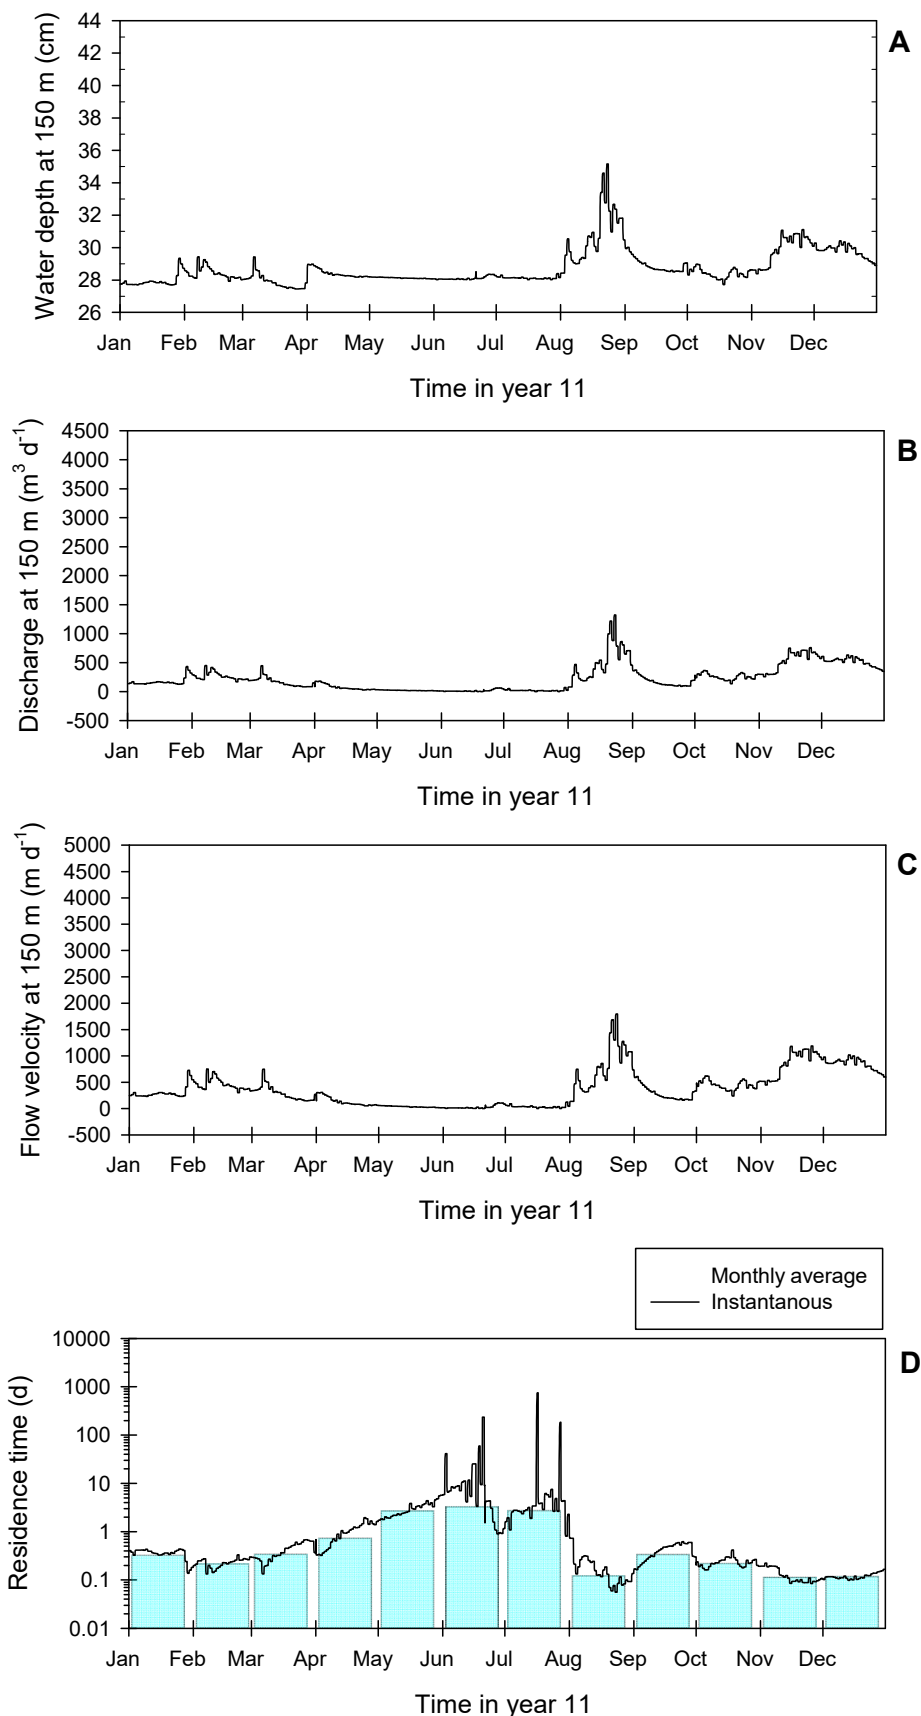 A
Water depth at 150 m (cm)
44
42
40
38
36
34
32
30
28
26
Jan Feb Mar Apr May Jun Jul Aug Sep Oct Nov Dec
Time in year 11
B
Discharge at 150 m (m³ d⁻¹)
4500
4000
3500
3000
2500
2000
1500
1000
500
0
-500
Jan Feb Mar Apr May Jun Jul Aug Sep Oct Nov Dec
Time in year 11
C
Flow velocity at 150 m (m d⁻¹)
5000
4500
4000
3500
3000
2500
2000
1500
1000
500
0
-500
Jan Feb Mar Apr May Jun Jul Aug Sep Oct Nov Dec
Time in year 11
Monthly average
Instantanous
D
Residence time (d)
10000
1000
100
10
1
0.1
0.01
Jan Feb Mar Apr May Jun Jul Aug Sep Oct Nov Dec
Time in year 11